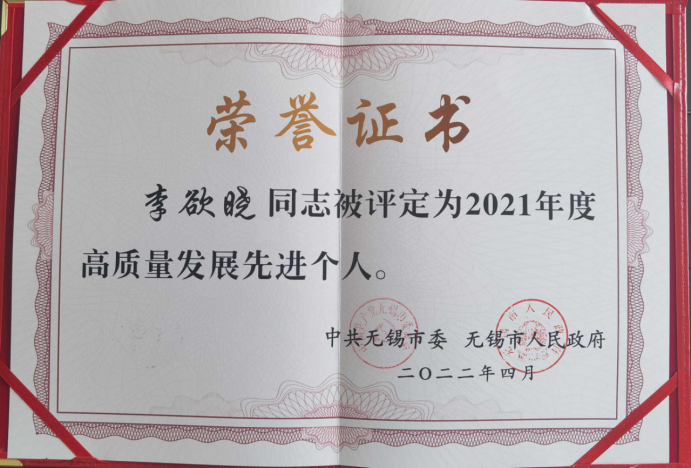 荣誉证书
李欲晓 同志被评定为2021年度
高质量发展先进个人。
中共无锡市委 无锡市人民政府
二〇二二年四月